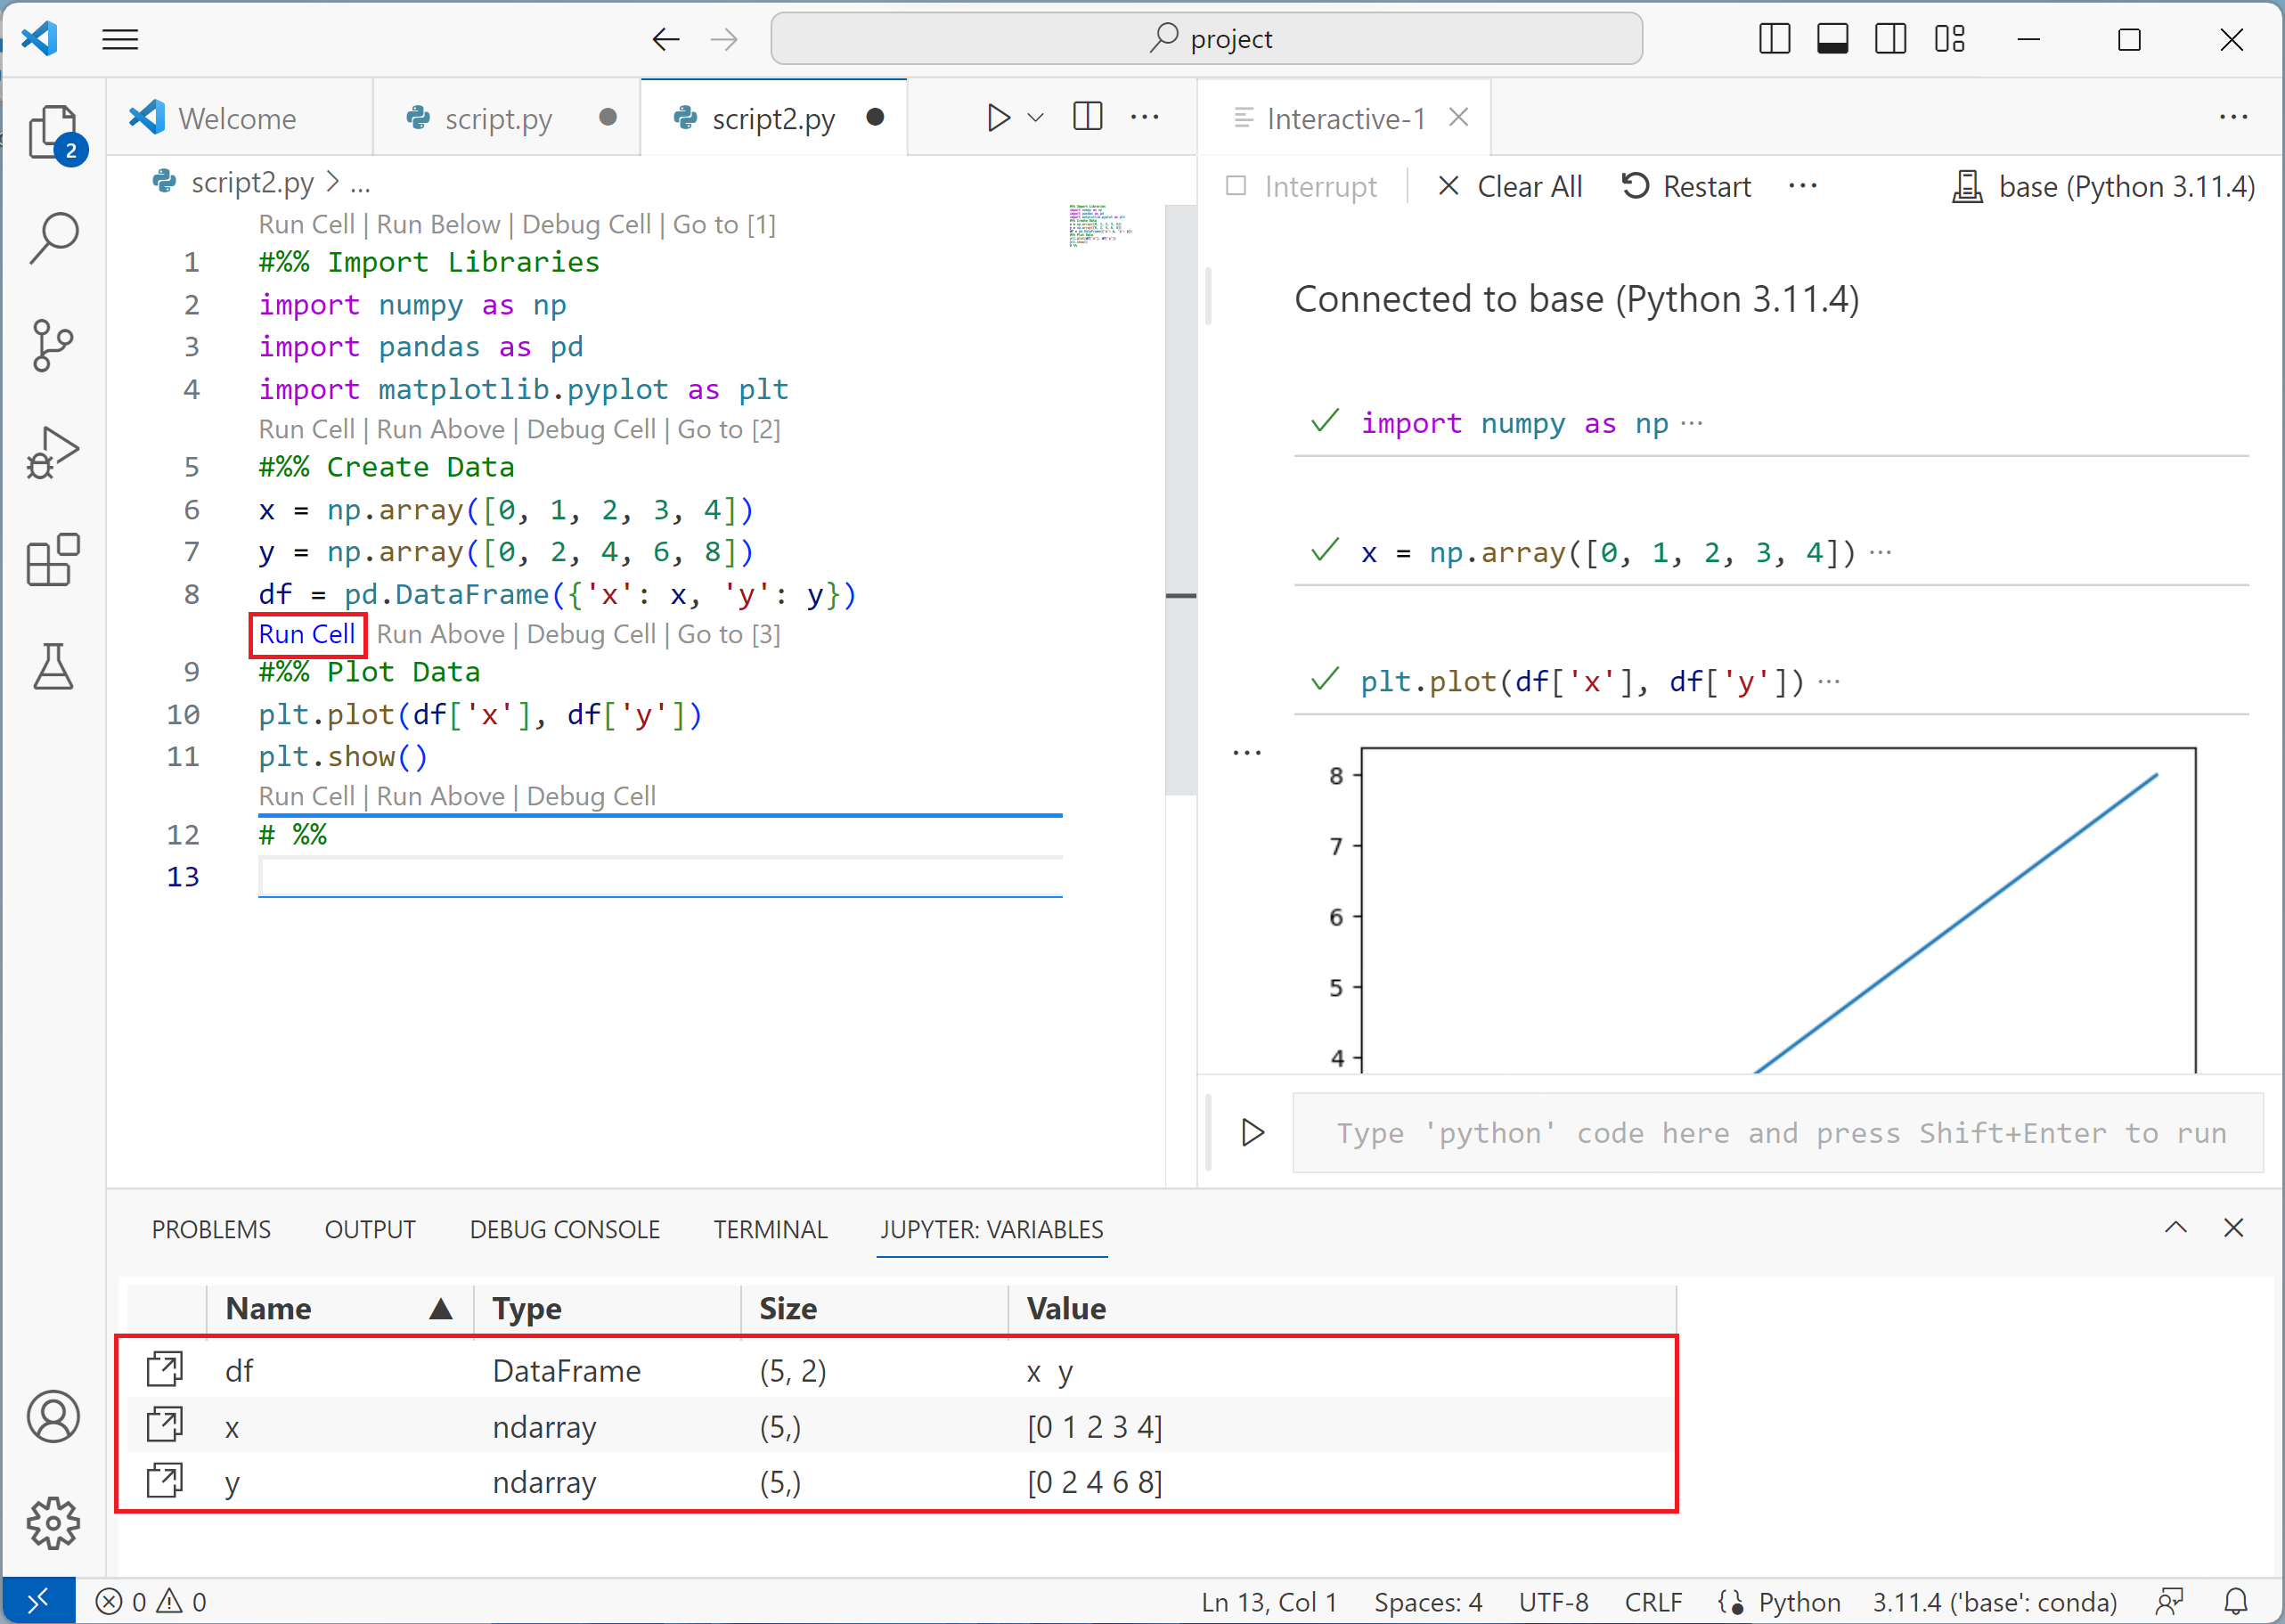 project
Welcome
script.py
script2.py
Interactive-1
script2.py > ...
Interrupt
Clear All
Restart
base (Python 3.11.4)
Run Cell | Run Below | Debug Cell | Go to [1]
1 #%% Import Libraries
2 import numpy as np
3 import pandas as pd
4 import matplotlib.pyplot as plt
Run Cell | Run Above | Debug Cell | Go to [2]
5 #%% Create Data
6 x = np.array([0, 1, 2, 3, 4])
7 y = np.array([0, 2, 4, 6, 8])
8 df = pd.DataFrame({'x': x, 'y': y})
Run Cell Run Above | Debug Cell | Go to [3]
9 #%% Plot Data
10 plt.plot(df['x'], df['y'])
11 plt.show()
Run Cell | Run Above | Debug Cell
12 # %%
13
Connected to base (Python 3.11.4)
import numpy as np ...
x = np.array([0, 1, 2, 3, 4]) ...
plt.plot(df['x'], df['y']) ...
8
7
6
5
4
Type 'python' code here and press Shift+Enter to run
2
PROBLEMS
OUTPUT
DEBUG CONSOLE
TERMINAL
JUPYTER: VARIABLES
Name ▲ Type Size Value
df DataFrame (5, 2) x y
x ndarray (5,) [0 1 2 3 4]
y ndarray (5,) [0 2 4 6 8]
0 0
Ln 13, Col 1
Spaces: 4
UTF-8
CRLF
Python
3.11.4 ('base': conda)